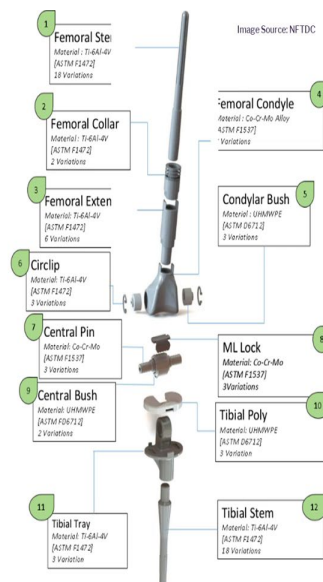 Image Source: NFTDC
1
Femoral Ste
Material : Ti-6Al-4V
[ASTM F1472]
18 Variations
2
Femoral Collar
Material : Ti-6Al-4V
[ASTM F1472]
2 Variations
3
Femoral Exten
Material: Ti-6Al-4V
[ASTM F1472]
6 Variations
4
Femoral Condyle
Material : Co-Cr-Mo Alloy
[ASTM F1537]
Variations
5
Condylar Bush
Material : UHMWPE
[ASTM D6712]
3 Variations
6
Circlip
Material: Ti-6Al-4V
[ASTM F1472]
3 Variations
7
Central Pin
Material: Co-Cr-Mo
[ASTM F1537]
3 Variations
8
ML Lock
Material: Co-Cr-Mo
[ASTM F1537]
3Variations
9
Central Bush
Material: UHMWPE
[ASTM FD6712]
2 Variations
10
Tibial Poly
Material: UHMWPE
[ASTM D6712]
3 Variation
11
Tibial Tray
Material: Ti-6Al-4V
[ASTM F1472]
3 Variation
12
Tibial Stem
Material : Ti-6Al-4V
[ASTM F1472]
18 Variations